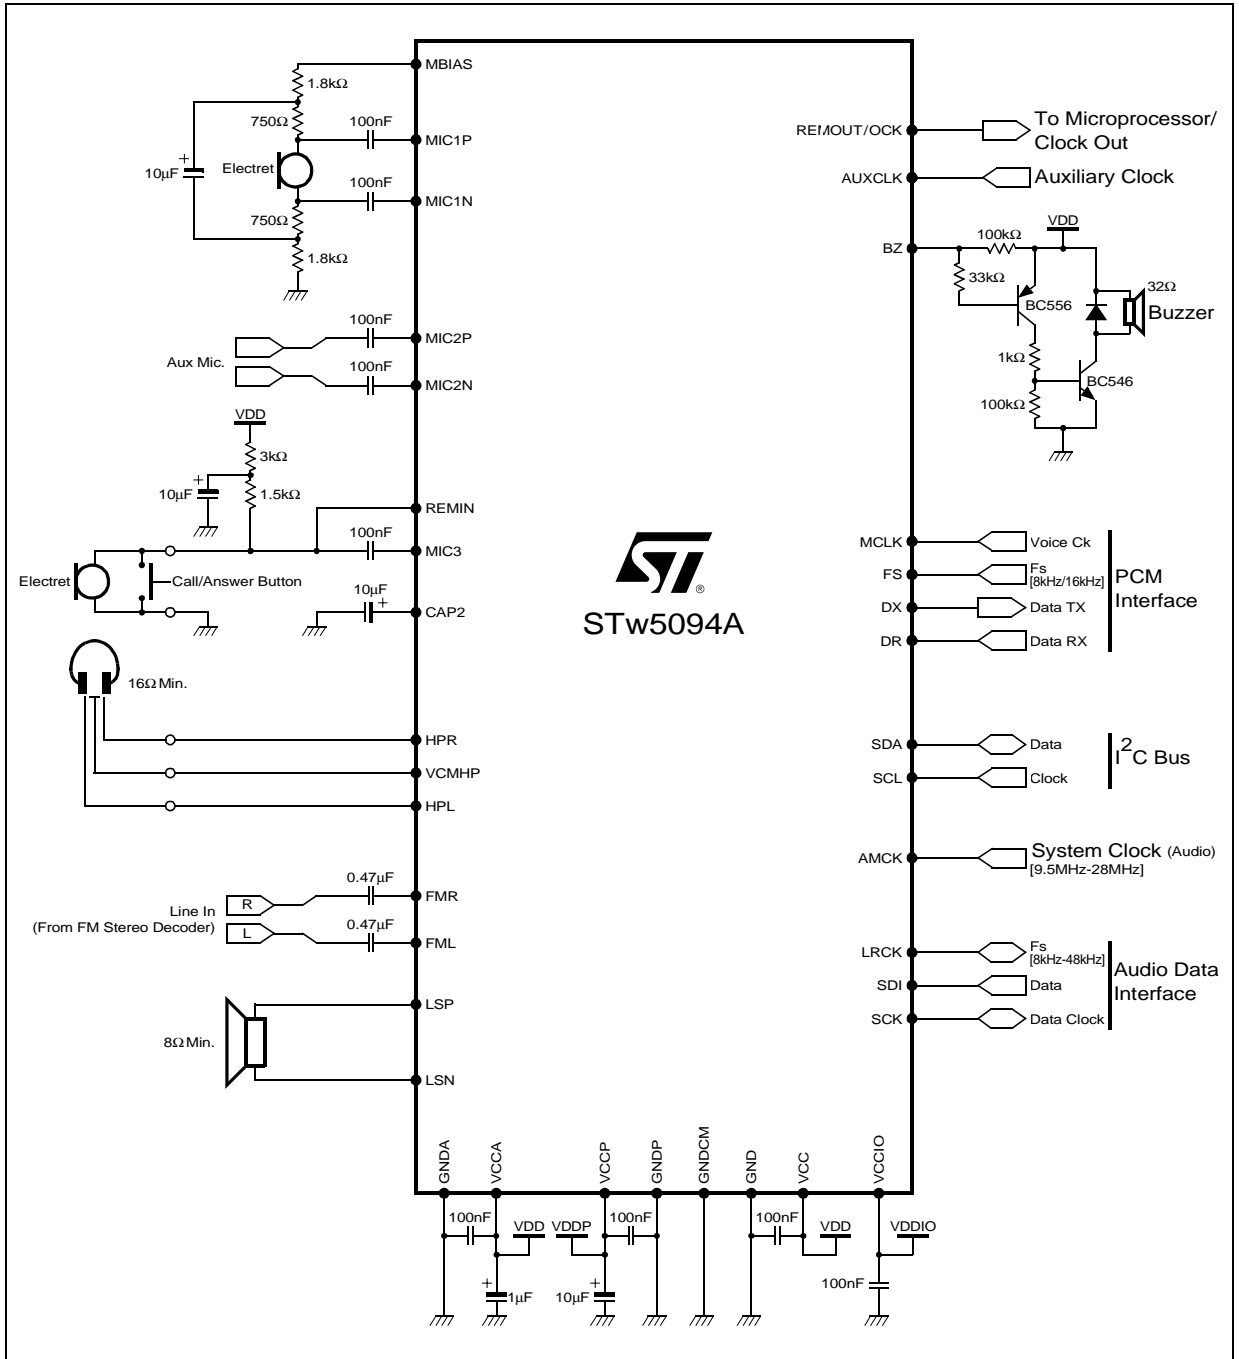 MBIAS
1.8kΩ
750Ω
100nF
MIC1P
10µF
+
Electret
100nF
MIC1N
750Ω
1.8kΩ
100nF
MIC2P
Aux Mic.
100nF
MIC2N
VDD
3kΩ
+
10µF
1.5kΩ
REMIN
100nF
MIC3
Electret
Call/Answer Button
10µF
+
CAP2
16Ω Min.
HPR
VCMHP
HPL
0.47µF
R
FMR
Line In
(From FM Stereo Decoder)
0.47µF
L
FML
LSP
8Ω Min.
LSN
ST
®
STw5094A
REMOUT/OCK
To Microprocessor/
Clock Out
AUXCLK
Auxiliary Clock
VDD
100kΩ
BZ
33kΩ
BC556
32Ω
Buzzer
1kΩ
BC546
100kΩ
MCLK
Voice Ck
FS
Fs
[8kHz/16kHz]
DX
Data TX
DR
Data RX
PCM
Interface
SDA
Data
SCL
Clock
I2C Bus
AMCK
System Clock (Audio)
[9.5MHz-28MHz]
LRCK
Fs
[8kHz-48kHz]
SDI
Data
SCK
Data Clock
Audio Data
Interface
GNDA
VCCA
VCCP
GNDP
GNDCM
GND
VCC
VCCIO
100nF
VDD
VDDP
100nF
100nF
VDD
VDDIO
+
1µF
+
10µF
100nF